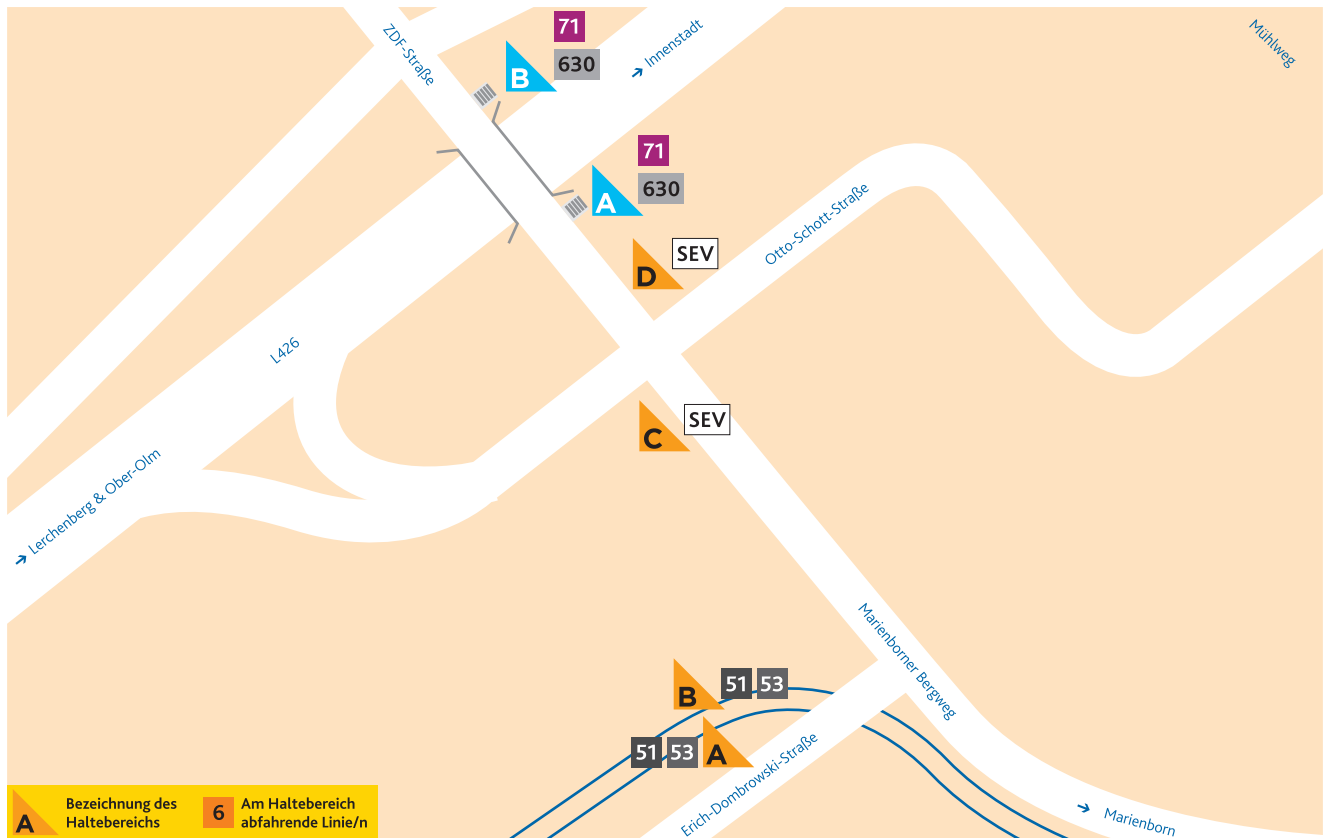 71
630
B
ZDF-Straße
➔ Innenstadt
Mühlweg
71
630
A
Otto-Schott-Straße
D
SEV
L426
C
SEV
➔ Lerchenberg & Ober-Olm
Marienborner Bergweg
B
51 53
51 53
A
Erich-Dombrowski-Straße
➔ Marienborn
A
Bezeichnung des
Haltebereichs
6
Am Haltebereich
abfahrende Linie/n